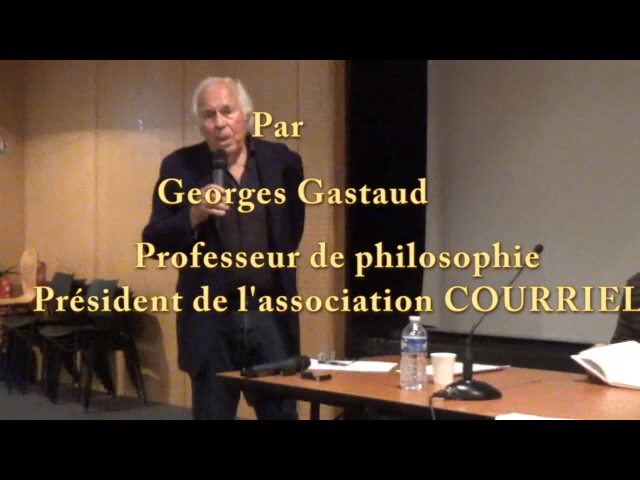 Par
Georges Gastaud
Professeur de philosophie
Président de l'association COURRIEL